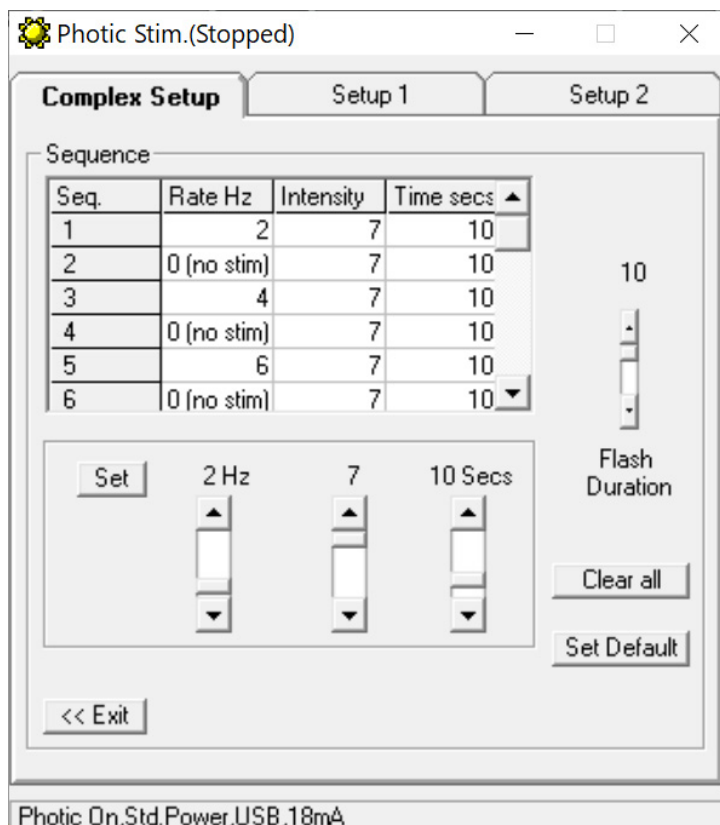 Photic Stim.(Stopped)
Complex Setup Setup 1 Setup 2
Sequence
Seq. Rate Hz Intensity Time secs
1 2 7 10
2 0 (no stim) 7 10
3 4 7 10
4 0 (no stim) 7 10
5 6 7 10
6 0 (no stim) 7 10
10
Flash
Duration
Set 2 Hz 7 10 Secs
Clear all
Set Default
<< Exit
Photic On,Std.Power,USB,18mA